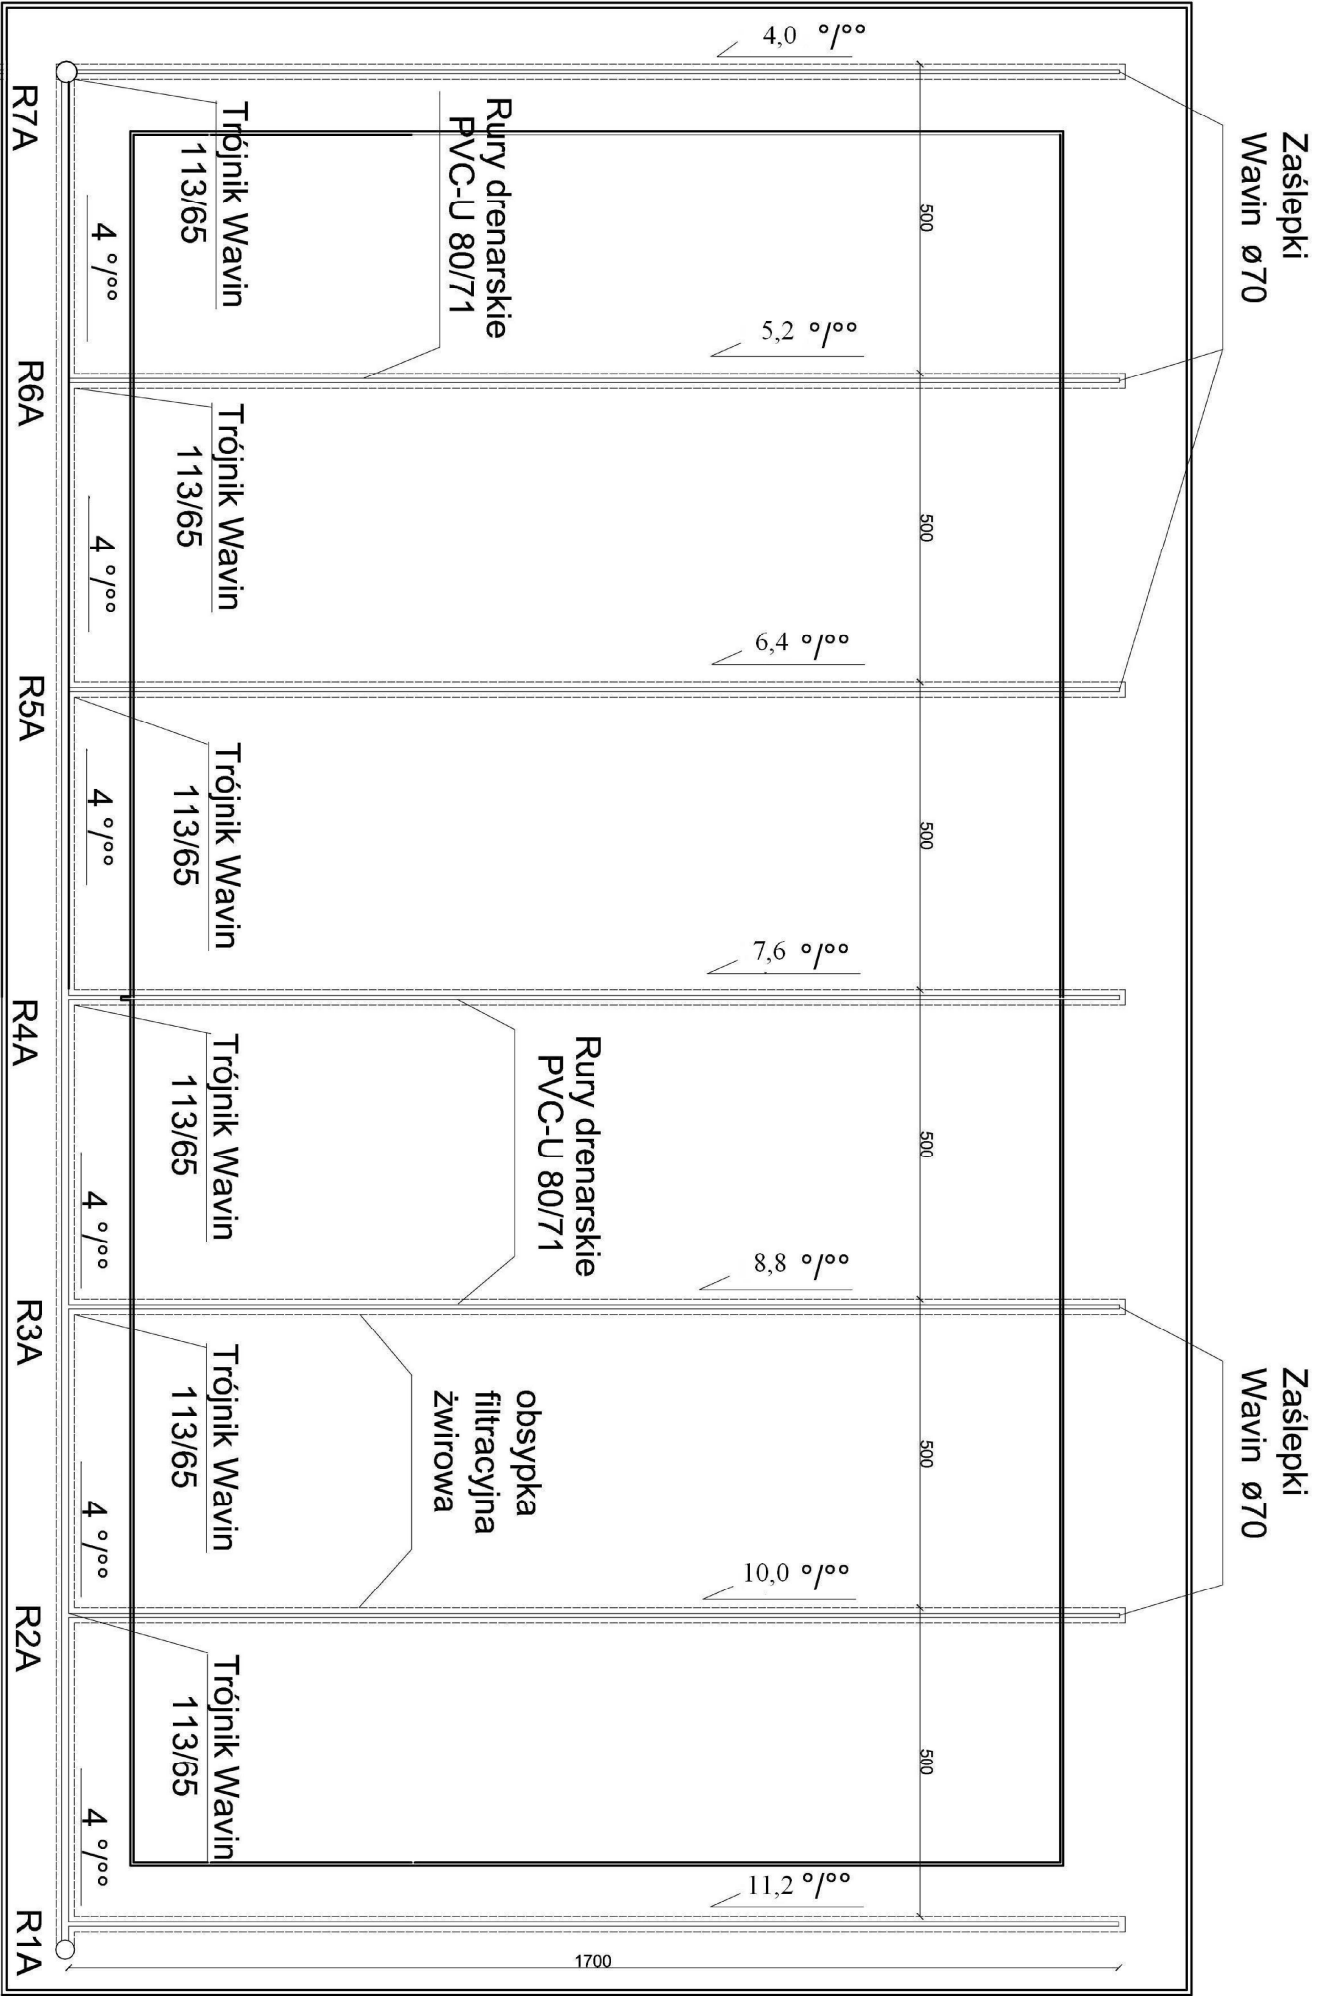 4,0 °/°°
Zaślepki
Wavin ø70
R7A
Trójnik Wavin
113/65
Rury drenarskie
PVC-U 80/71
4 °/°°
500
5,2 °/°°
R6A
Trójnik Wavin
113/65
4 °/°°
500
6,4 °/°°
R5A
Trójnik Wavin
113/65
4 °/°°
500
7,6 °/°°
R4A
Trójnik Wavin
113/65
Rury drenarskie
PVC-U 80/71
4 °/°°
500
8,8 °/°°
R3A
Trójnik Wavin
113/65
obsypka
filtracyjna
żwirowa
Zaślepki
Wavin ø70
4 °/°°
500
10,0 °/°°
R2A
Trójnik Wavin
113/65
4 °/°°
500
11,2 °/°°
R1A
1700